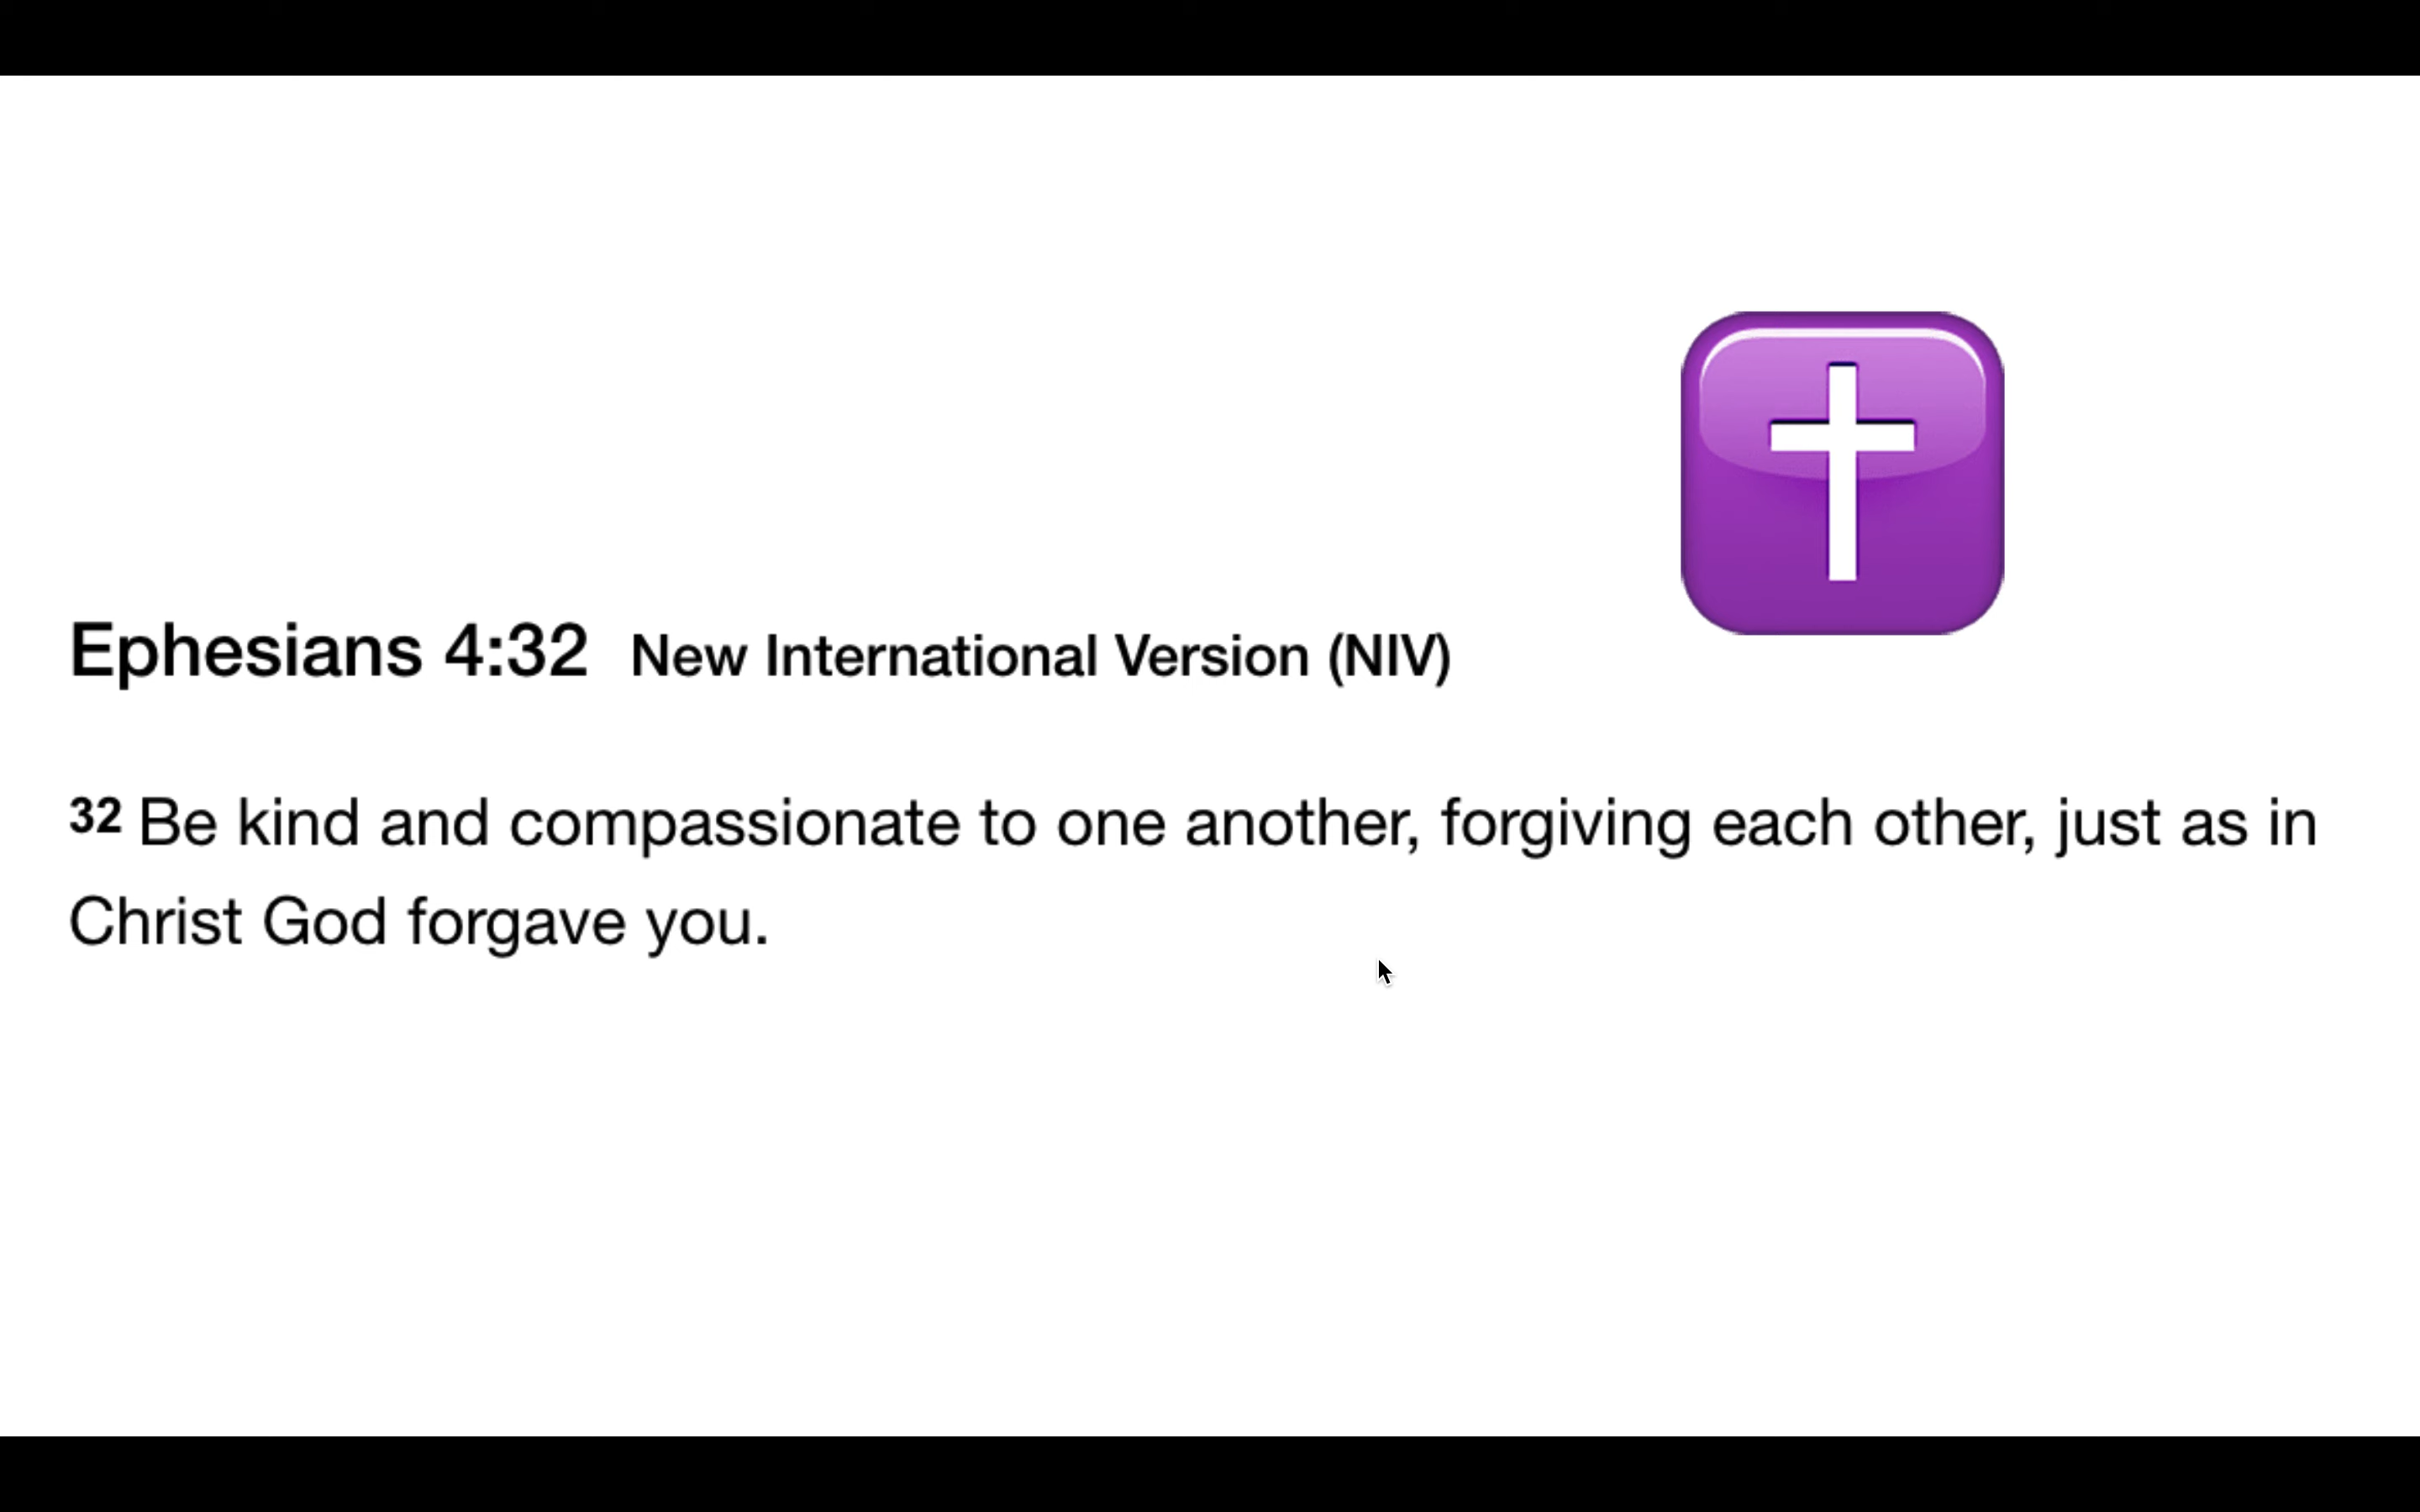 Ephesians 4:32 New International Version (NIV)
32 Be kind and compassionate to one another, forgiving each other, just as in
Christ God forgave you.